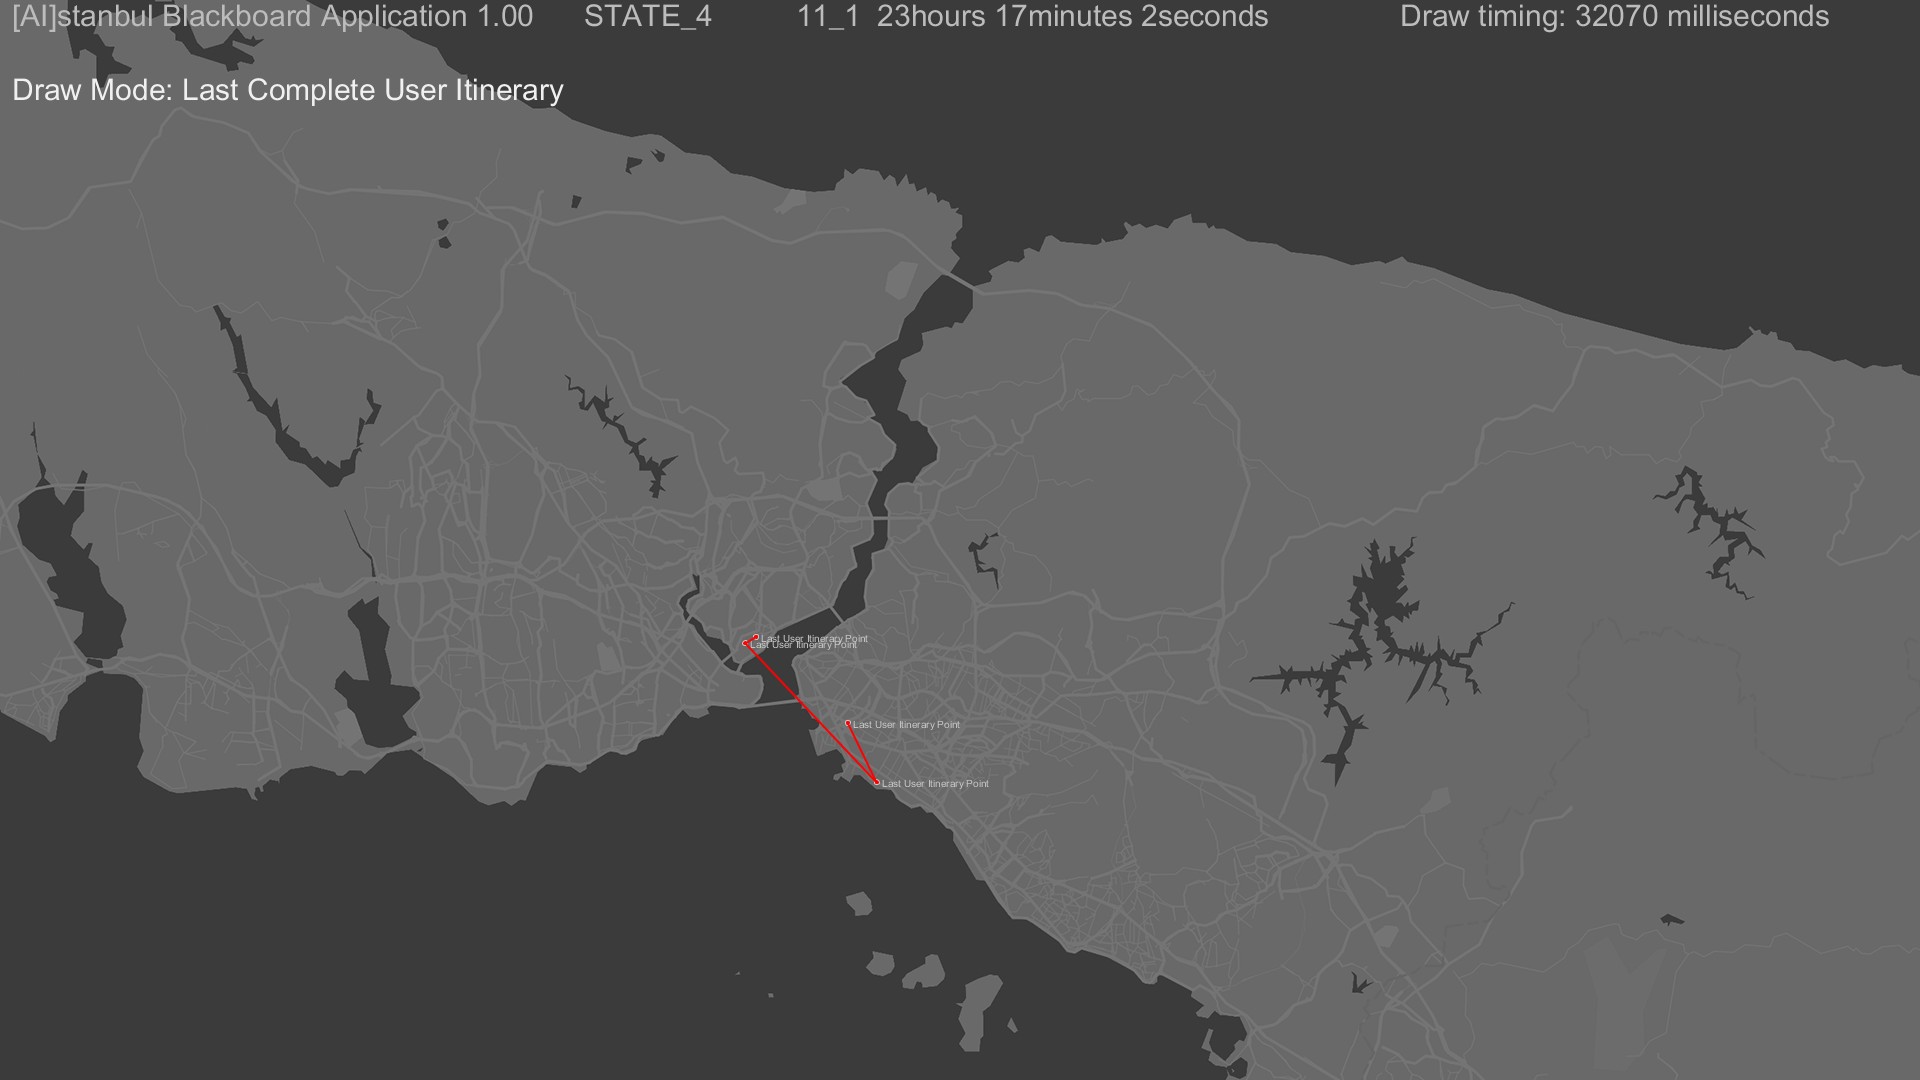 [AI]stanbul Blackboard Application 1.00 STATE_4 11_1 23hours 17minutes 2seconds Draw timing: 32070 milliseconds
Draw Mode: Last Complete User Itinerary
Last User Itinerary Point
Last User Itinerary Point
Last User Itinerary Point
Last User Itinerary Point